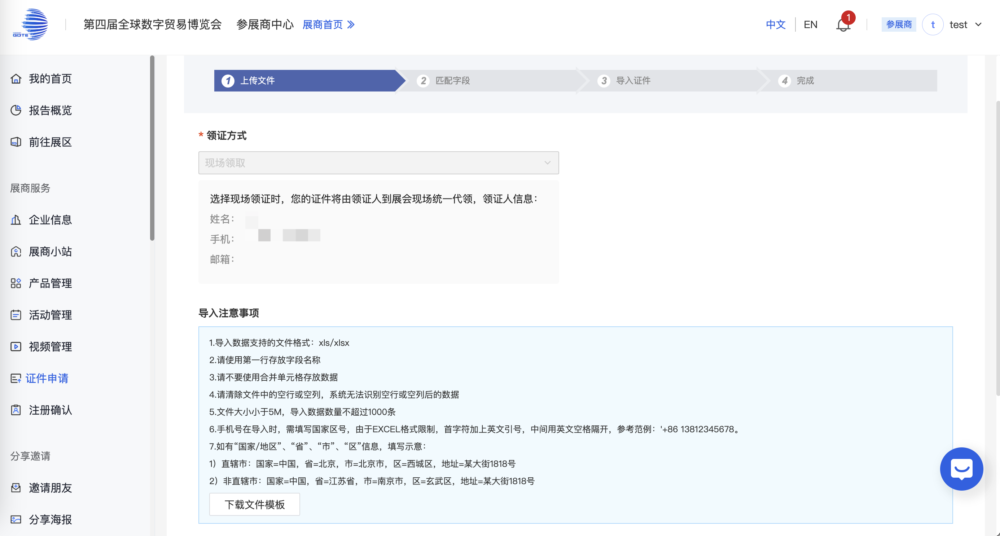 GDTE
第四届全球数字贸易博览会 参展商中心 展商首页
中文 EN 1 参展商 t test
我的首页
报告概览
前往展区
展商服务
企业信息
展商小站
产品管理
活动管理
视频管理
证件申请
注册确认
分享邀请
邀请朋友
分享海报
1 上传文件 2 匹配字段 3 导入证件 4 完成
* 领证方式
现场领取
选择现场领证时，您的证件将由领证人到展会现场统一代领，领证人信息：
姓名：
手机：
邮箱：
导入注意事项
1.导入数据支持的文件格式：xls/xlsx
2.请使用第一行存放字段名称
3.请不要使用合并单元格存放数据
4.请清除文件中的空行或空列，系统无法识别空行或空列后的数据
5.文件大小小于5M，导入数据数量不超过1000条
6.手机号在导入时，需填写国家区号，由于EXCEL格式限制，首字符加上英文引号，中间用英文空格隔开，参考范例：'+86 13812345678。
7.如有“国家/地区”、“省”、“市”、“区”信息，填写示意：
1）直辖市：国家=中国，省=北京，市=北京市，区=西城区，地址=某大街1818号
2）非直辖市：国家=中国，省=江苏省，市=南京市，区=玄武区，地址=某大街1818号
下载文件模板